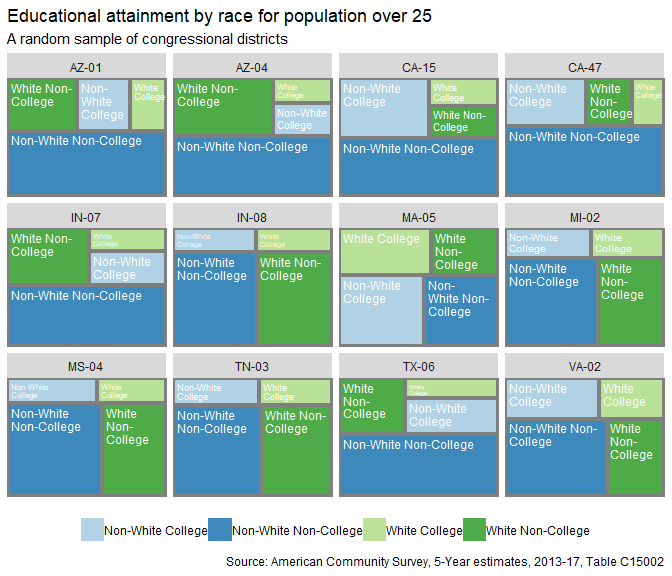 Educational attainment by race for population over 25
A random sample of congressional districts
AZ-01
AZ-04
CA-15
CA-47
White Non-
College
Non-
White
College
White
College
Non-White Non-College
White Non-
College
White
College
Non-White
College
Non-White Non-College
Non-White
College
White
College
White Non-
College
Non-White Non-College
Non-White
College
White
Non-
College
White
College
Non-White Non-College
IN-07
IN-08
MA-05
MI-02
White Non-
College
White
College
Non-White
College
Non-White Non-College
Non-White
College
White
College
Non-White
Non-College
White Non-
College
White College
White
Non-
College
Non-White
College
Non-
White Non-
College
Non-White
College
White
College
Non-White
Non-College
White
Non-
College
MS-04
TN-03
TX-06
VA-02
Non-White
College
White
College
Non-White
Non-College
White
Non-
College
Non-White
College
White
College
Non-White
Non-College
White Non-
College
White
Non-
College
White
College
Non-White
College
Non-White Non-College
Non-White
College
White
College
Non-White Non-
College
White
Non-
College
Non-White College
Non-White Non-College
White College
White Non-College
Source: American Community Survey, 5-Year estimates, 2013-17, Table C15002